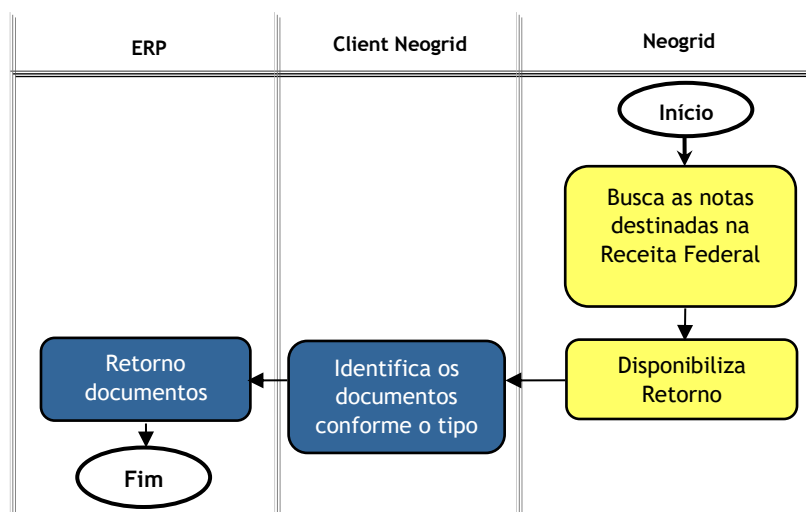 ERP
Client Neogrid
Neogrid
Início
Busca as notas
destinadas na
Receita Federal
Disponibiliza
Retorno
Identifica os
documentos
conforme o tipo
Retorno
documentos
Fim